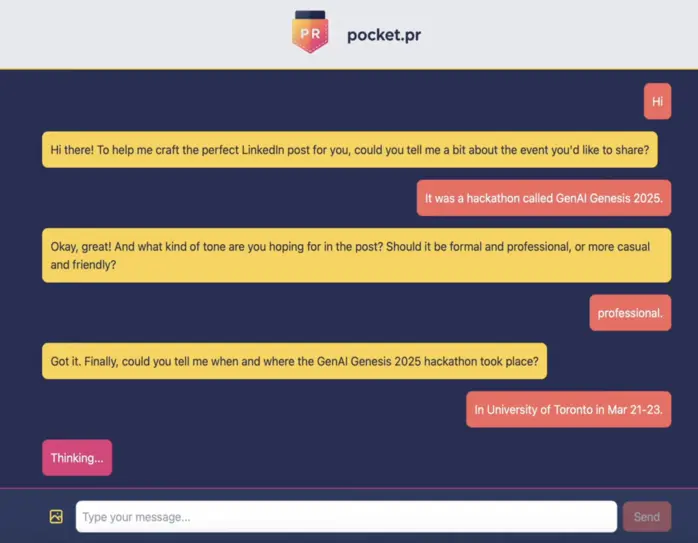 PR
pocket.pr
Hi
Hi there! To help me craft the perfect LinkedIn post for you, could you tell me a bit about the event you'd like to share?
It was a hackathon called GenAI Genesis 2025.
Okay, great! And what kind of tone are you hoping for in the post? Should it be formal and professional, or more casual
and friendly?
professional.
Got it. Finally, could you tell me when and where the GenAI Genesis 2025 hackathon took place?
In University of Toronto in Mar 21-23.
Thinking...
Type your message...
Send